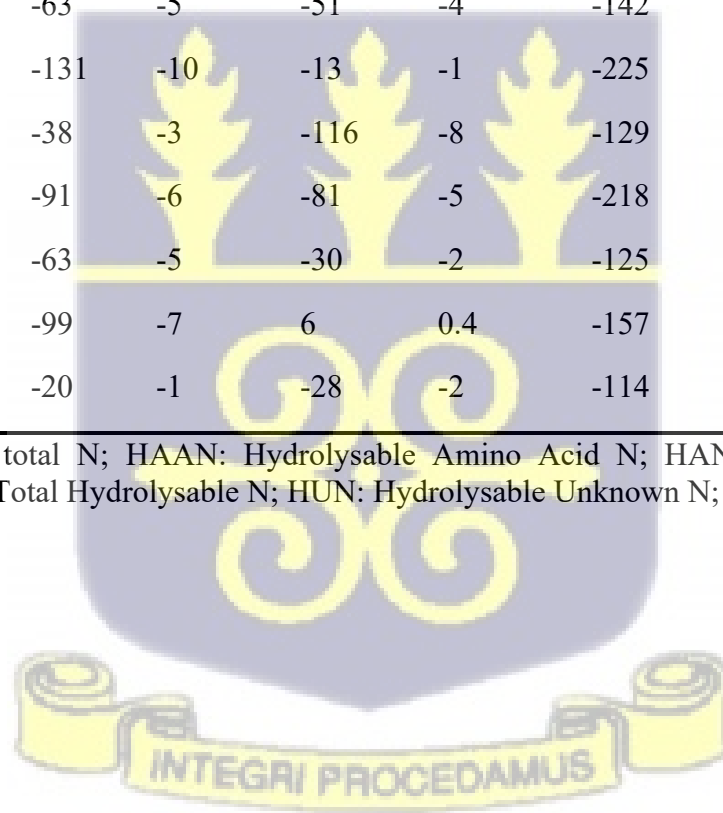 -63 -5 -51 -4 -142
-131 -10 -13 -1 -225
-38 -3 -116 -8 -129
-91 -6 -81 -5 -218
-63 -5 -30 -2 -125
-99 -7 6 0.4 -157
-20 -1 -28 -2 -114
total N; HAAN: Hydrolysable Amino Acid N; HAN
Total Hydrolysable N; HUN: Hydrolysable Unknown N;
INTEGRI PROCEDAMUS